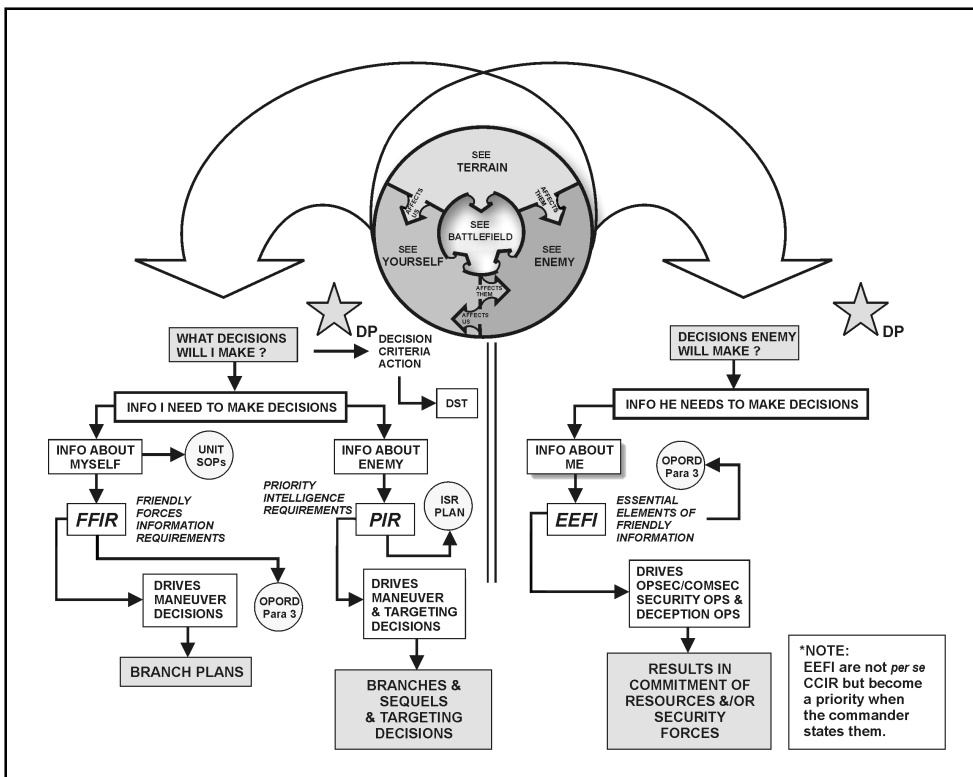 SEE
TERRAIN
AFFECTS
US
AFFECTS
THEM
SEE
BATTLEFIELD
SEE
YOURSELF
SEE
ENEMY
AFFECTS
THEM
AFFECTS
US
DP
WHAT DECISIONS
WILL I MAKE ?
DECISION
CRITERIA
ACTION
DST
INFO I NEED TO MAKE DECISIONS
INFO ABOUT
MYSELF
UNIT
SOPs
INFO ABOUT
ENEMY
FFIR
FRIENDLY
FORCES
INFORMATION
REQUIREMENTS
PRIORITY
INTELLIGENCE
REQUIREMENTS
PIR
ISR
PLAN
DRIVES
MANEUVER
DECISIONS
OPORD
Para 3
DRIVES
MANEUVER
& TARGETING
DECISIONS
BRANCH PLANS
BRANCHES &
SEQUELS
& TARGETING
DECISIONS
DP
DECISIONS ENEMY
WILL MAKE ?
INFO HE NEEDS TO MAKE DECISIONS
INFO ABOUT
ME
OPORD
Para 3
EEFI
ESSENTIAL
ELEMENTS OF
FRIENDLY
INFORMATION
DRIVES
OPSEC/COMSEC
SECURITY OPS &
DECEPTION OPS
RESULTS IN
COMMITMENT OF
RESOURCES &/OR
SECURITY
FORCES
*NOTE:
EEFI are not per se
CCIR but become
a priority when
the commander
states them.